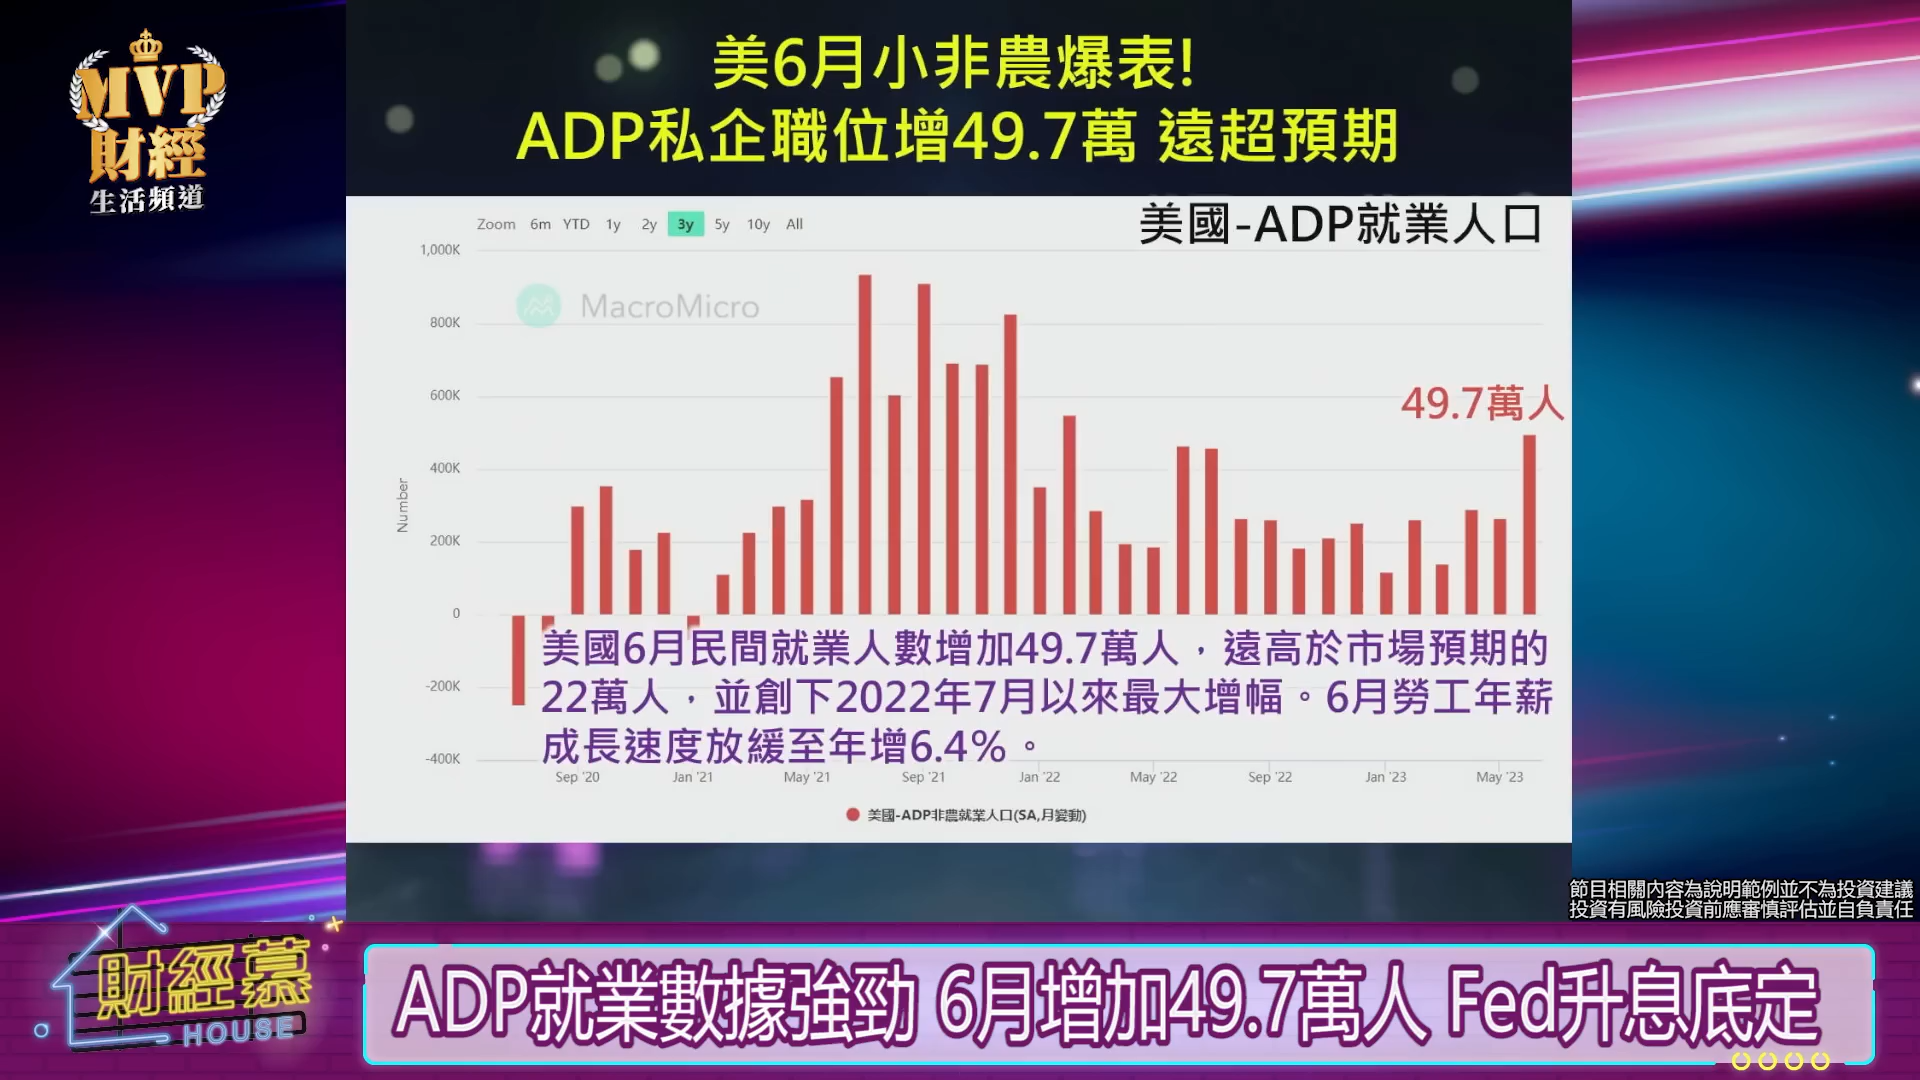 MVP
財經
生活頻道
美6月小非農爆表!
ADP私企職位增49.7萬 遠超預期
Zoom 6m YTD 1y 2y 3y 5y 10y All
美國-ADP就業人口
MacroMicro
1,000K
800K
600K
400K
200K
0
-200K
-400K
Number
49.7萬人
美國6月民間就業人數增加49.7萬人，遠高於市場預期的
22萬人，並創下2022年7月以來最大增幅。6月勞工年薪
成長速度放緩至年增6.4%。
Sep '20 Jan '21 May '21 Sep '21 Jan '22 May '22 Sep '22 Jan '23 May '23
美國-ADP非農就業人口(SA,月變動)
節目相關內容為說明範例並不為投資建議
投資有風險投資前應審慎評估並自負責任
財經慕
HOUSE
ADP就業數據強勁 6月增加49.7萬人 Fed升息底定